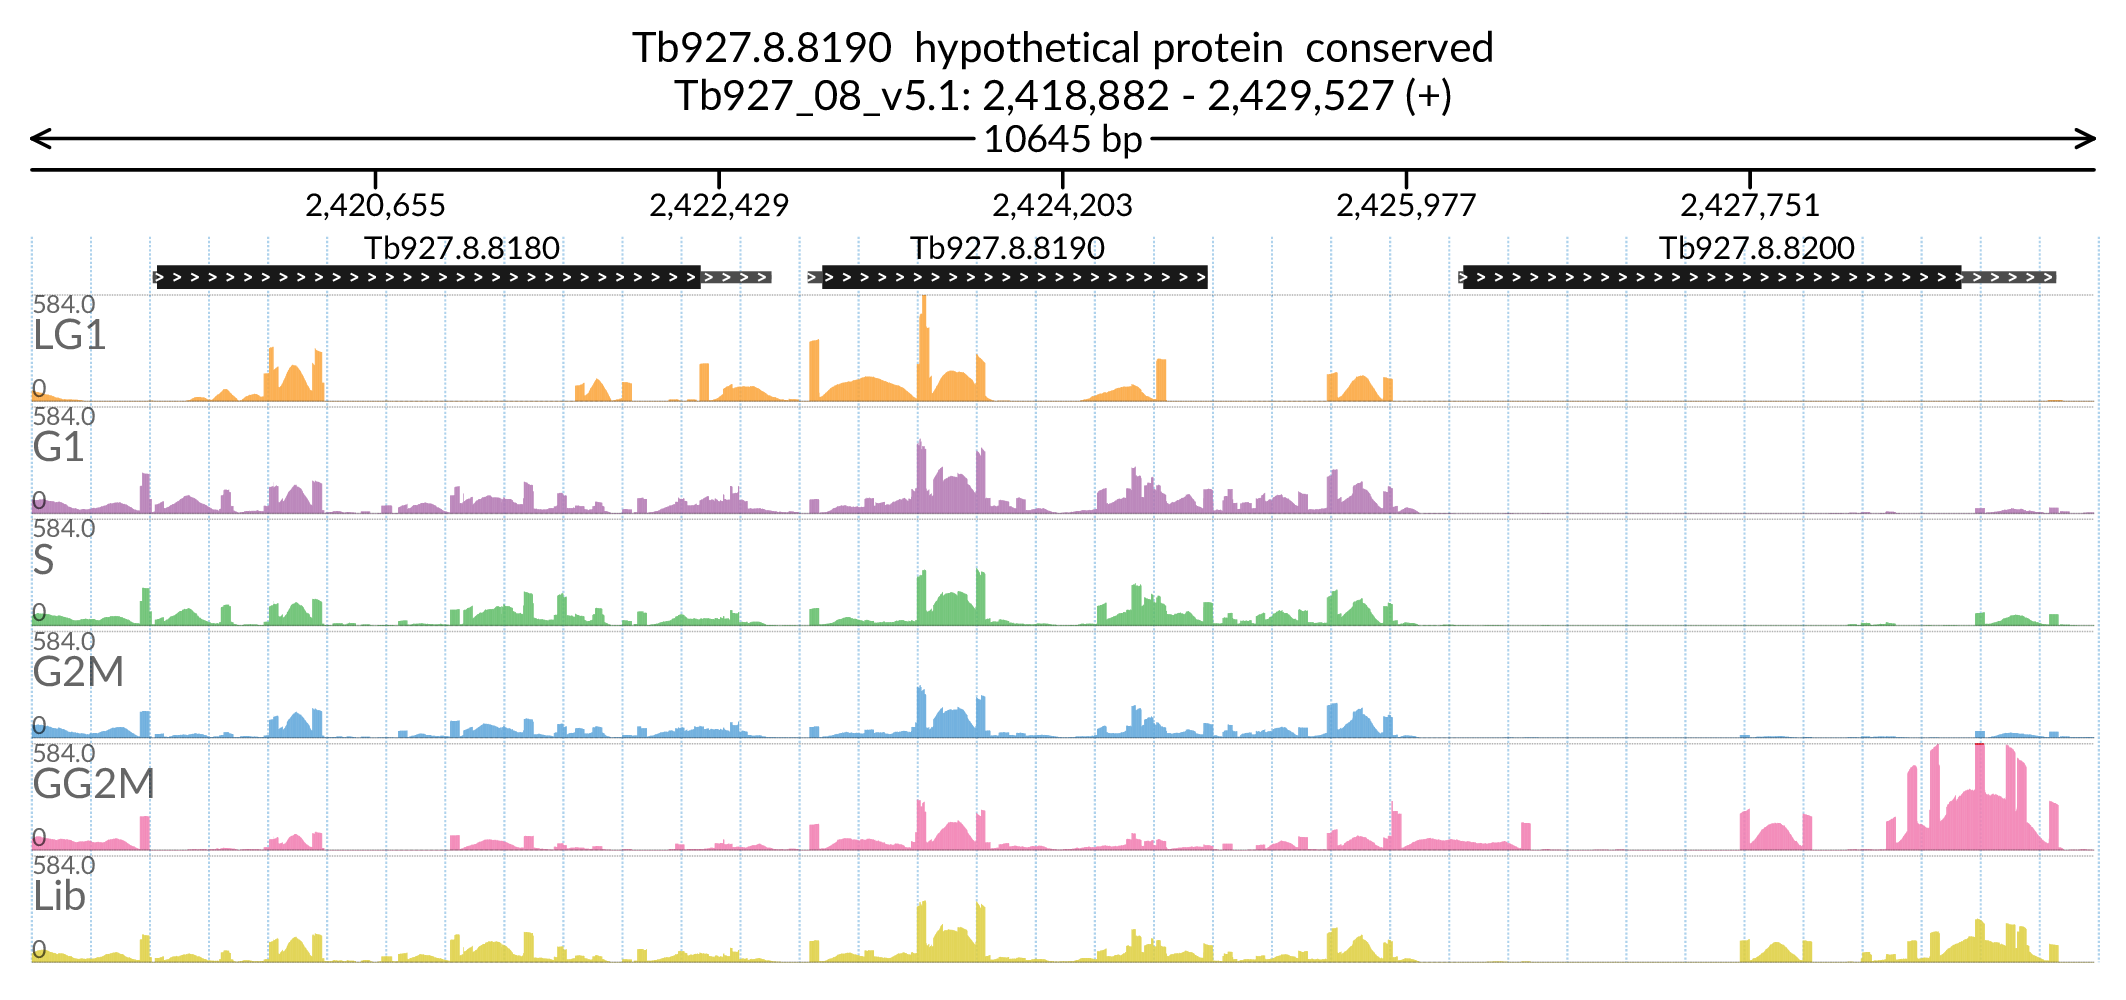 Tb927.8.8190  hypothetical protein  conserved
Tb927_08_v5.1: 2,418,882 - 2,429,527 (+)
10645 bp
2,420,655 2,422,429 2,424,203 2,425,977 2,427,751
Tb927.8.8180 Tb927.8.8190 Tb927.8.8200
584.0
LG1
0
584.0
G1
0
584.0
S
0
584.0
G2M
0
584.0
GG2M
0
584.0
Lib
0